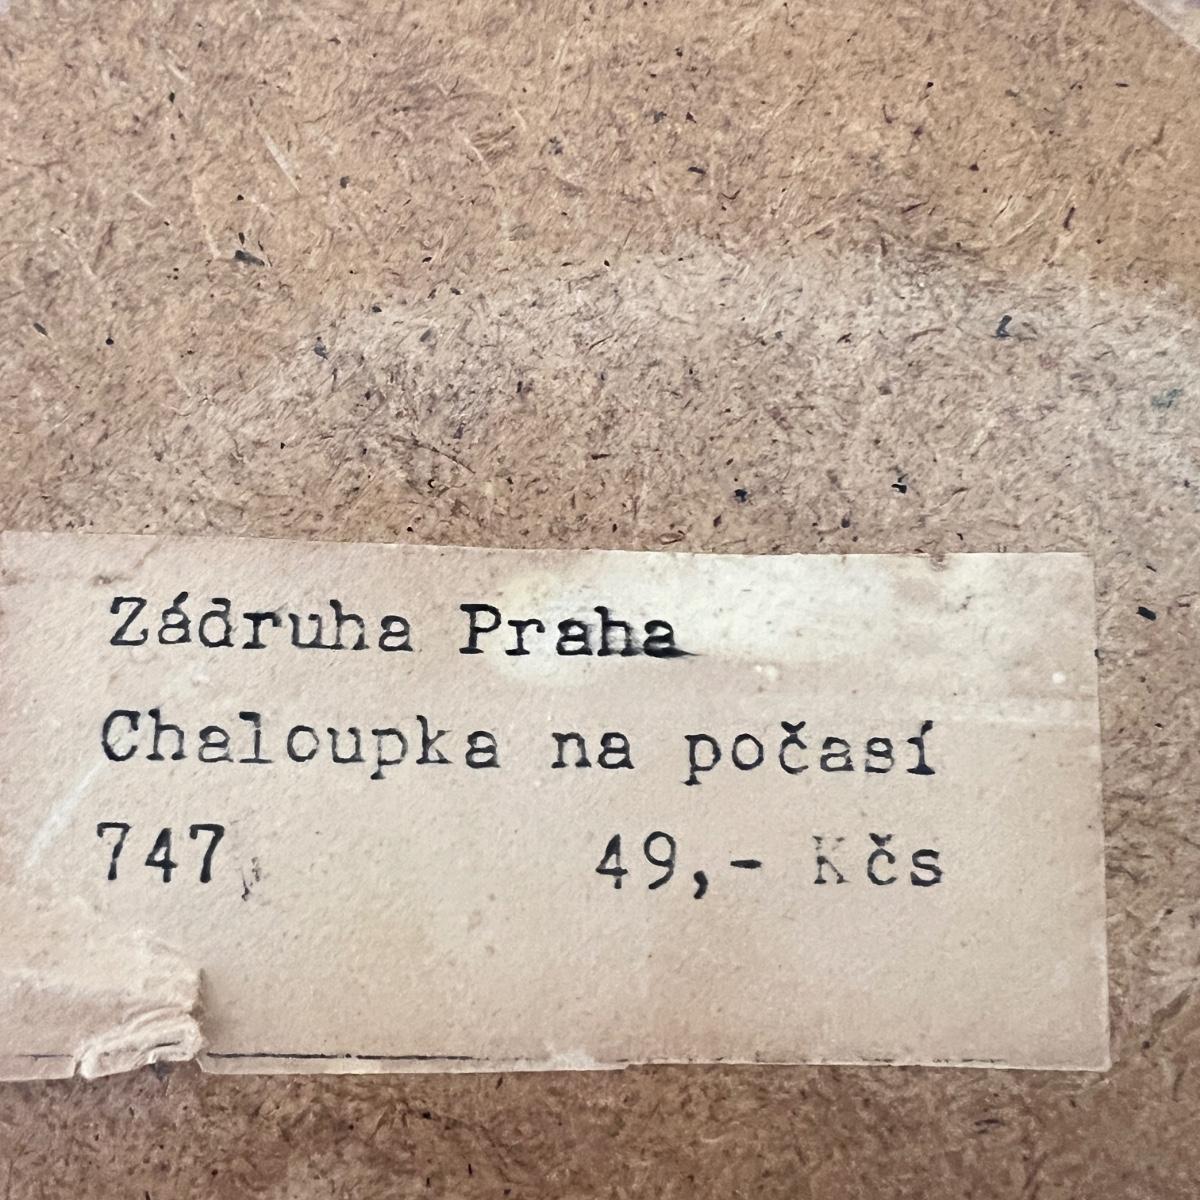 Zádruha Praha
Chaloupka na počasí
747, 49,- Kčs